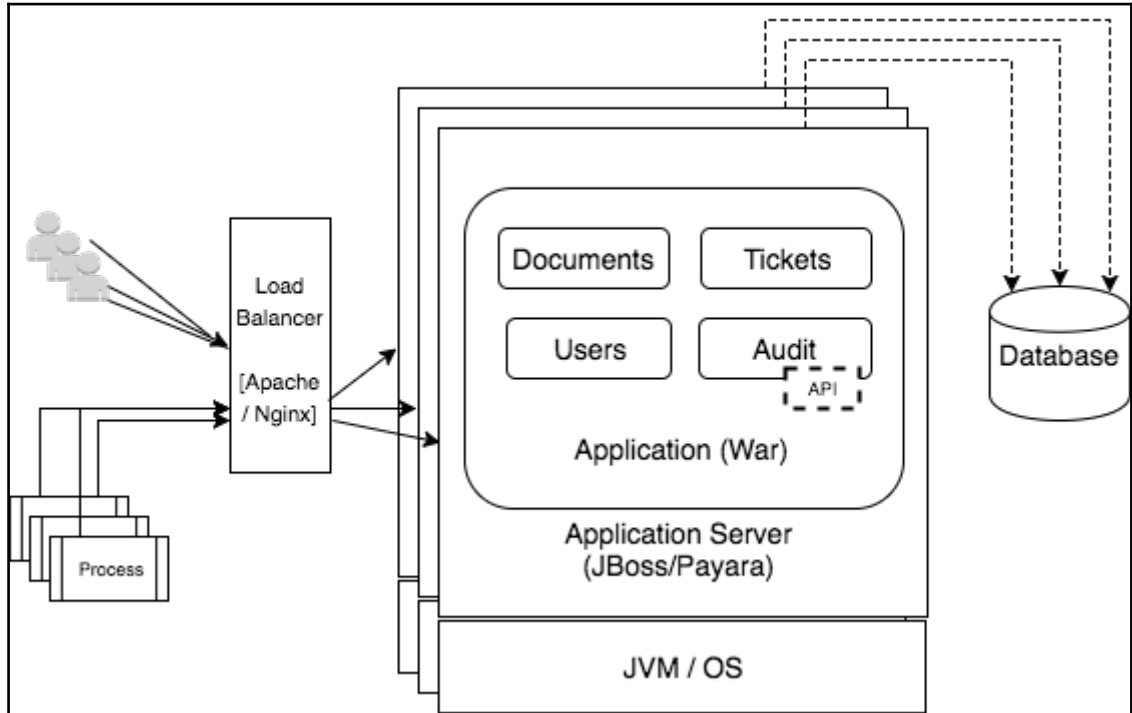 Load
Balancer
[Apache
/ Nginx]
Process
Documents
Tickets
Users
Audit
API
Application (War)
Application Server
(JBoss/Payara)
JVM / OS
Database